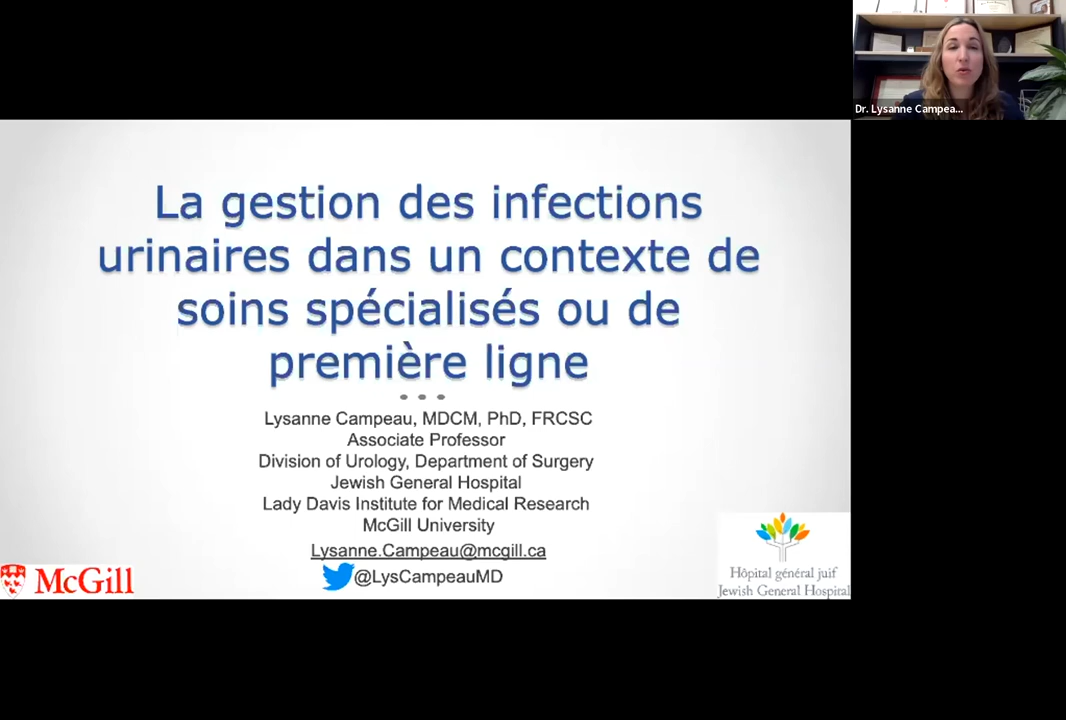 Dr. Lysanne Campea...
La gestion des infections
urinaires dans un contexte de
soins spécialisés ou de
première ligne
Lysanne Campeau, MDCM, PhD, FRCSC
Associate Professor
Division of Urology, Department of Surgery
Jewish General Hospital
Lady Davis Institute for Medical Research
McGill University
Lysanne.Campeau@mcgill.ca
@LysCampeauMD
McGill
Hôpital général juif
Jewish General Hospital